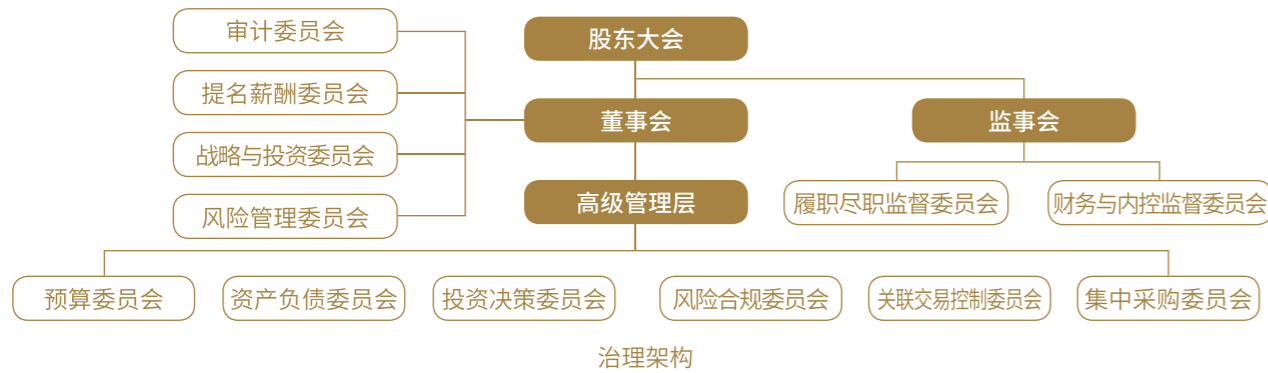 审计委员会
股东大会
提名薪酬委员会
董事会
监事会
战略与投资委员会
高级管理层
履职尽职监督委员会
财务与内控监督委员会
风险管理委员会
预算委员会
资产负债委员会
投资决策委员会
风险合规委员会
关联交易控制委员会
集中采购委员会
治理架构